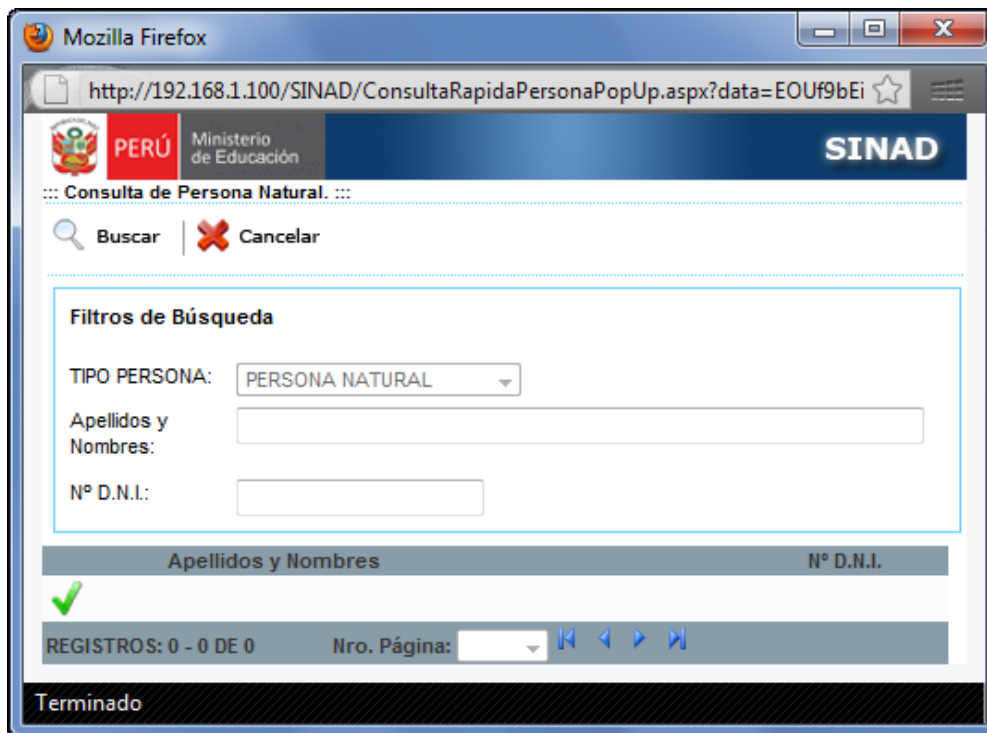 Mozilla Firefox
http://192.168.1.100/SINAD/ConsultaRapidaPersonaPopUp.aspx?data=EOUf9bEi
PERÚ
Ministerio
de Educación
SINAD
::: Consulta de Persona Natural. :::
Buscar Cancelar
Filtros de Búsqueda
TIPO PERSONA: PERSONA NATURAL
Apellidos y
Nombres:
Nº D.N.I.:
Apellidos y Nombres Nº D.N.I.
REGISTROS: 0 - 0 DE 0 Nro. Página:
Terminado